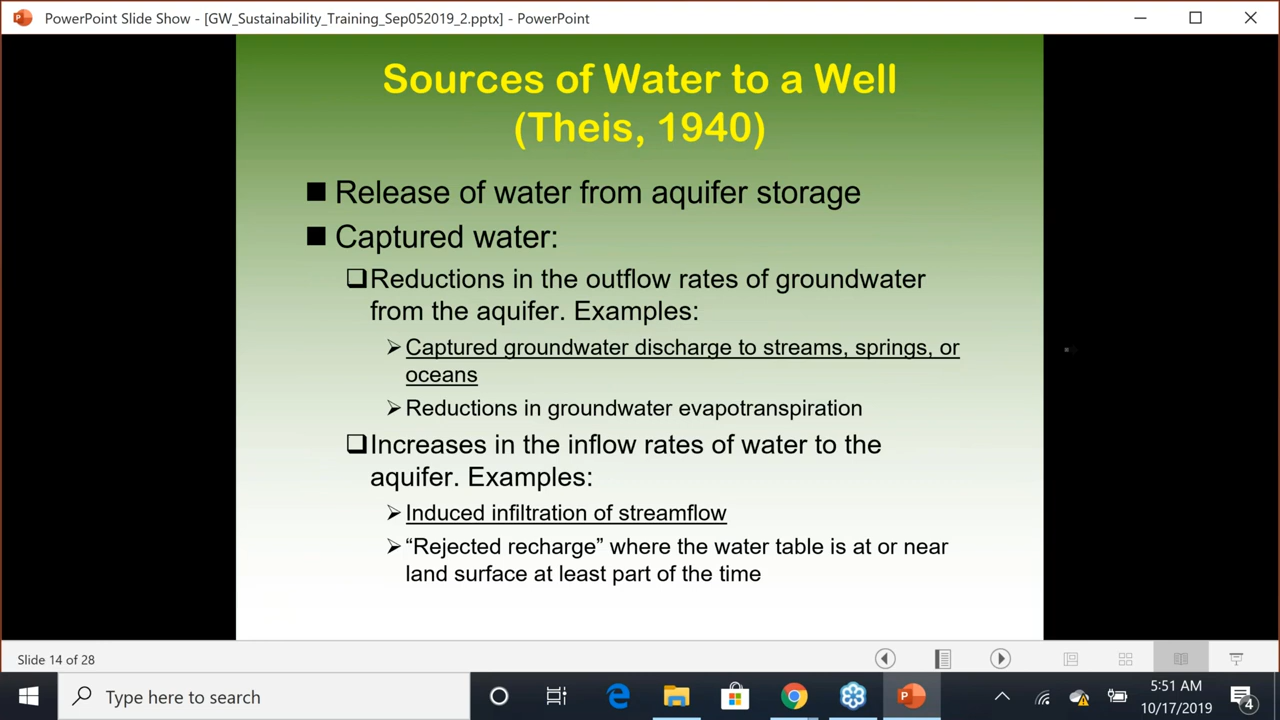 PowerPoint Slide Show - [GW_Sustainability_Training_Sep052019_2.pptx] - PowerPoint
Sources of Water to a Well
(Theis, 1940)
Release of water from aquifer storage
Captured water:
Reductions in the outflow rates of groundwater
from the aquifer. Examples:
Captured groundwater discharge to streams, springs, or
oceans
Reductions in groundwater evapotranspiration
Increases in the inflow rates of water to the
aquifer. Examples:
Induced infiltration of streamflow
“Rejected recharge” where the water table is at or near
land surface at least part of the time
Slide 14 of 28
Type here to search
5:51 AM
10/17/2019
4